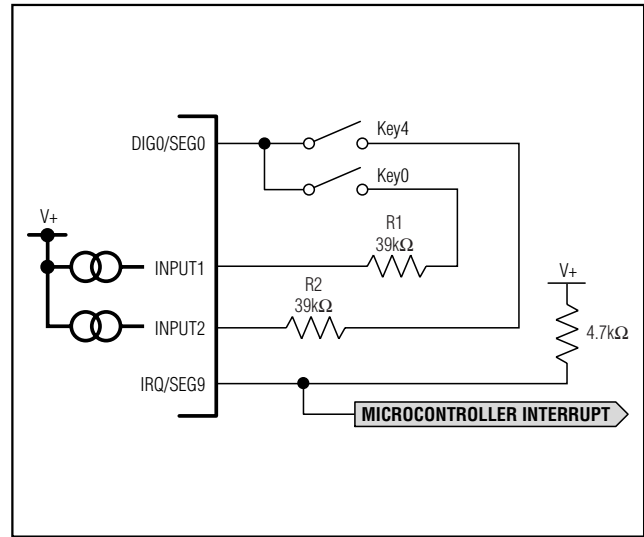 Key4
DIG0/SEG0
Key0
V+
R1
39kΩ
INPUT1
V+
R2
39kΩ
INPUT2
4.7kΩ
IRQ/SEG9
MICROCONTROLLER INTERRUPT